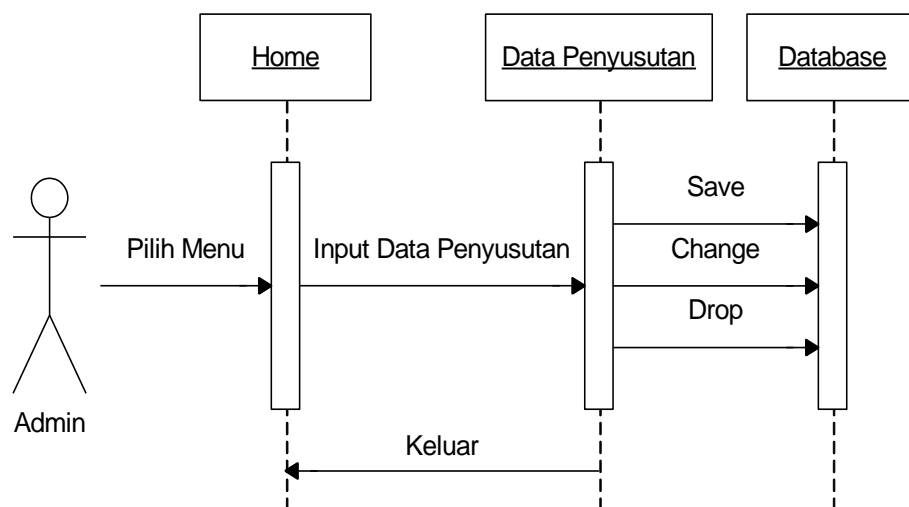 Home
Data Penyusutan
Database
Save
Pilih Menu
Input Data Penyusutan
Change
Drop
Admin
Keluar